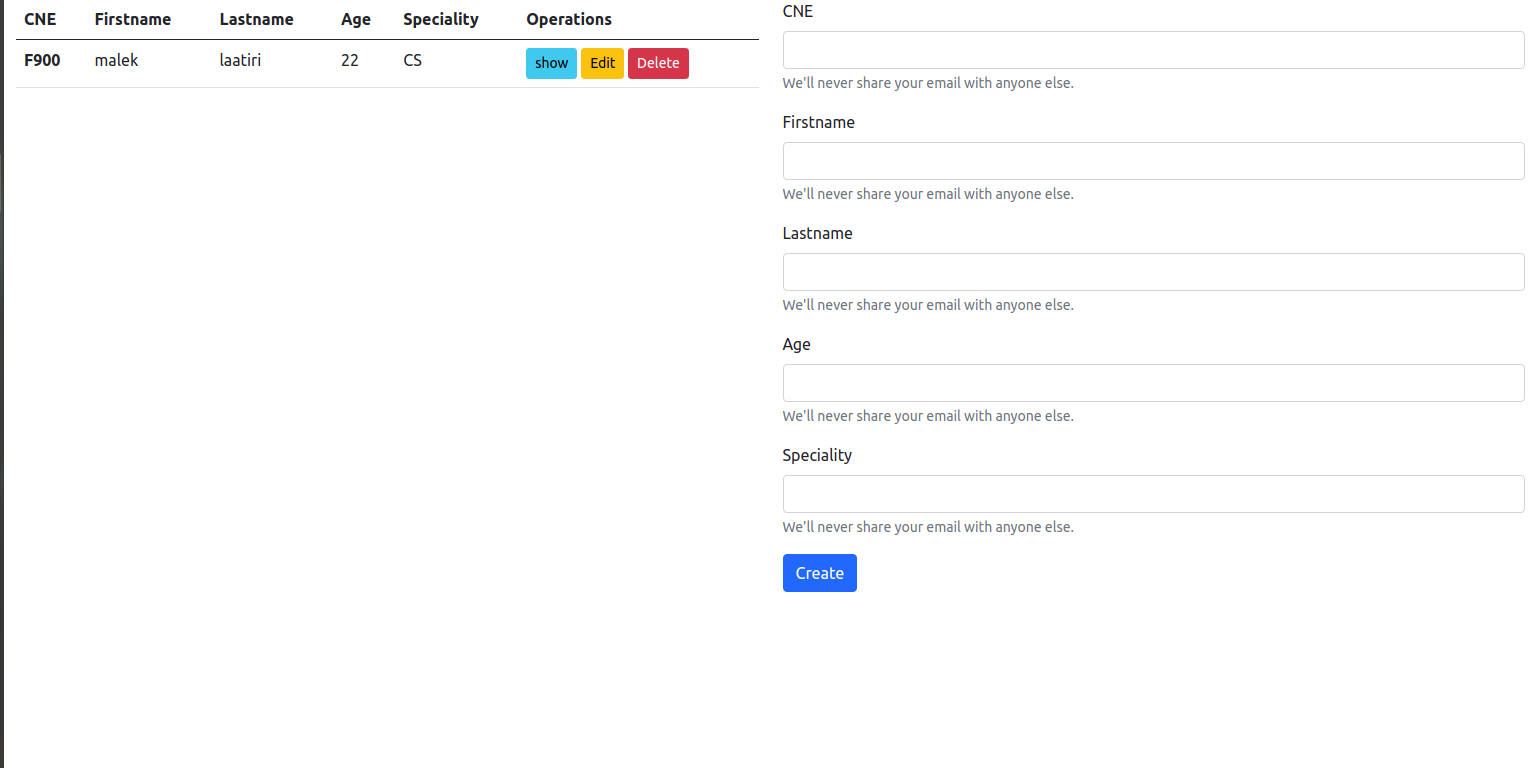 CNE Firstname Lastname Age Speciality Operations
F900 malek laatiri 22 CS show Edit Delete
CNE
We'll never share your email with anyone else.
Firstname
We'll never share your email with anyone else.
Lastname
We'll never share your email with anyone else.
Age
We'll never share your email with anyone else.
Speciality
We'll never share your email with anyone else.
Create